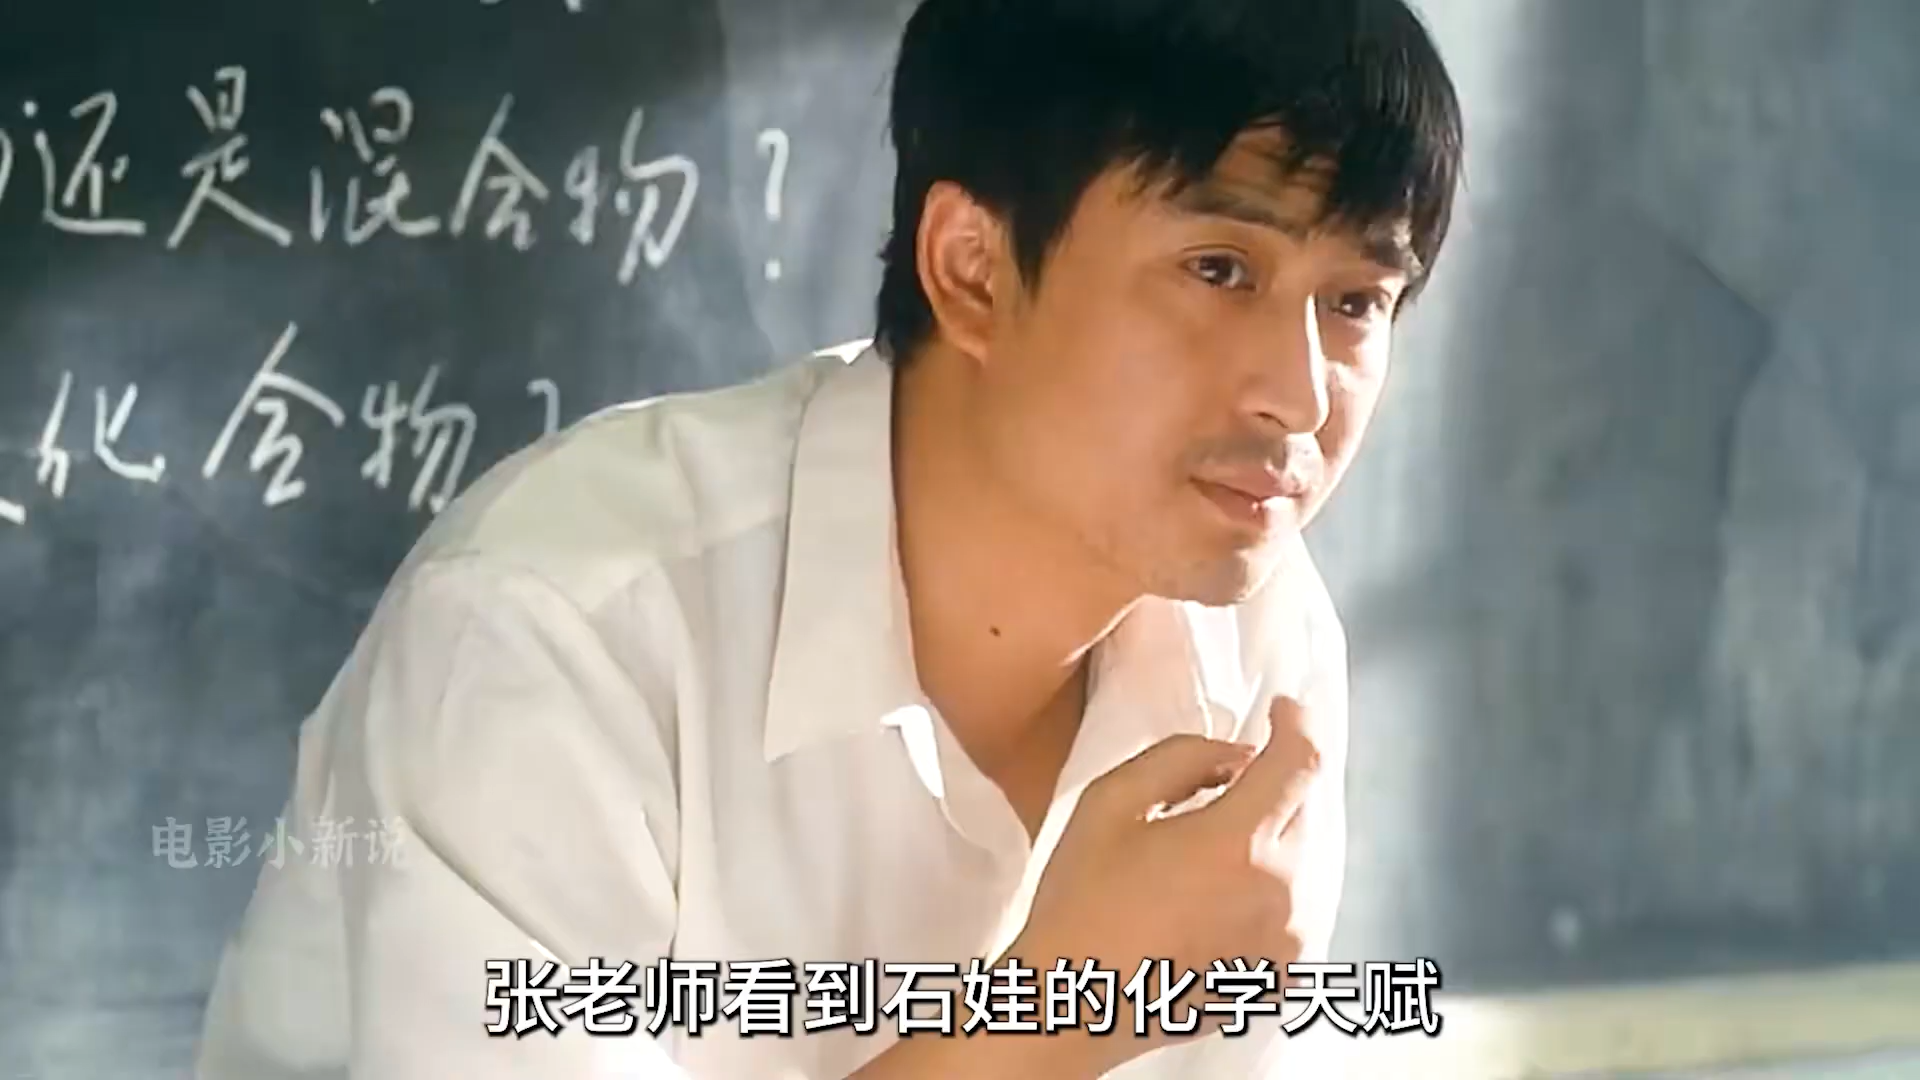 还是混合物?
化合物?
电影小新说
张老师看到石娃的化学天赋